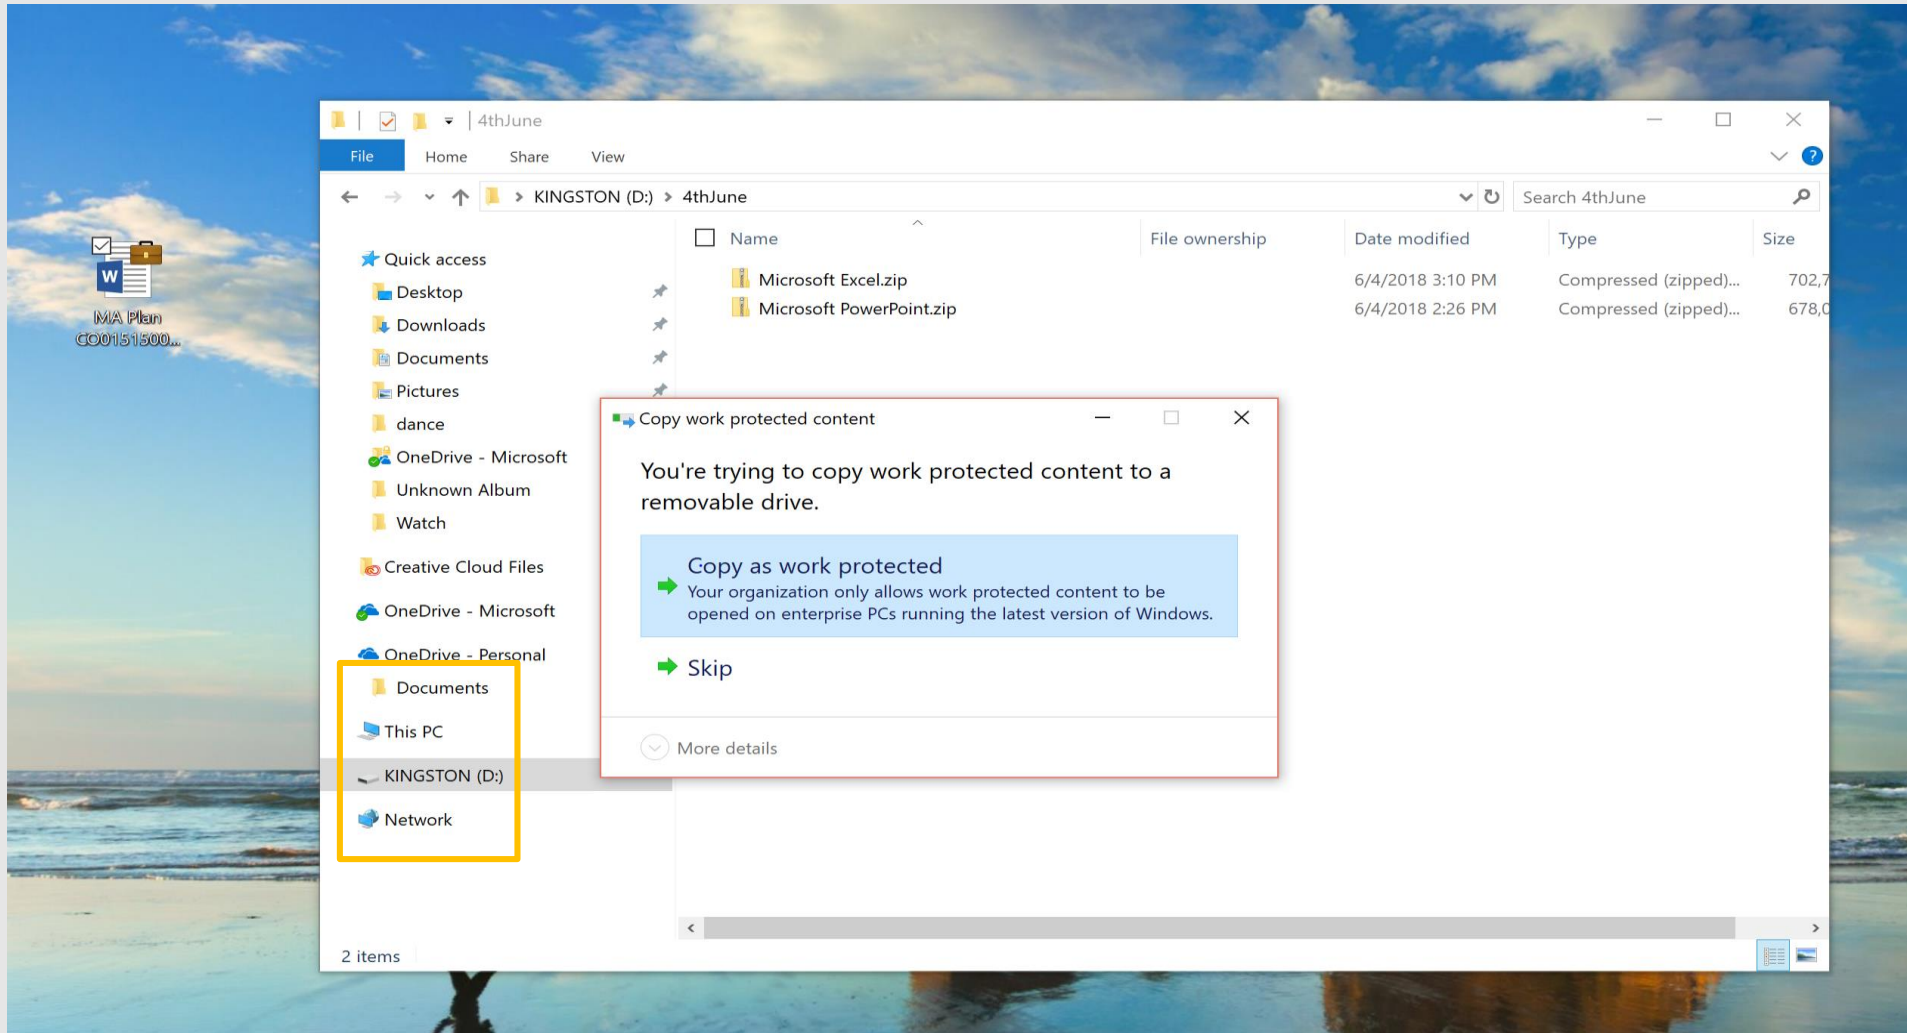 4thJune
File
Home
Share
View
?
KINGSTON (D:)
4thJune
Search 4thJune
Name
File ownership
Date modified
Type
Size
Microsoft Excel.zip
6/4/2018 3:10 PM
Compressed (zipped)...
702,7
Microsoft PowerPoint.zip
6/4/2018 2:26 PM
Compressed (zipped)...
678,0
W
MA Plan
CO0151500...
Quick access
Desktop
Downloads
Documents
Pictures
dance
OneDrive - Microsoft
Unknown Album
Watch
Creative Cloud Files
OneDrive - Microsoft
OneDrive - Personal
Documents
This PC
KINGSTON (D:)
Network
Copy work protected content
You're trying to copy work protected content to a
removable drive.
Copy as work protected
Your organization only allows work protected content to be
opened on enterprise PCs running the latest version of Windows.
Skip
More details
2 items